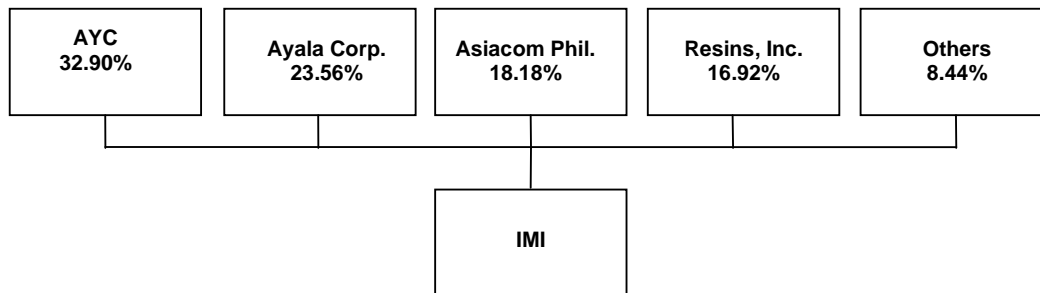 AYC
32.90%
Ayala Corp.
23.56%
Asiacom Phil.
18.18%
Resins, Inc.
16.92%
Others
8.44%
IMI